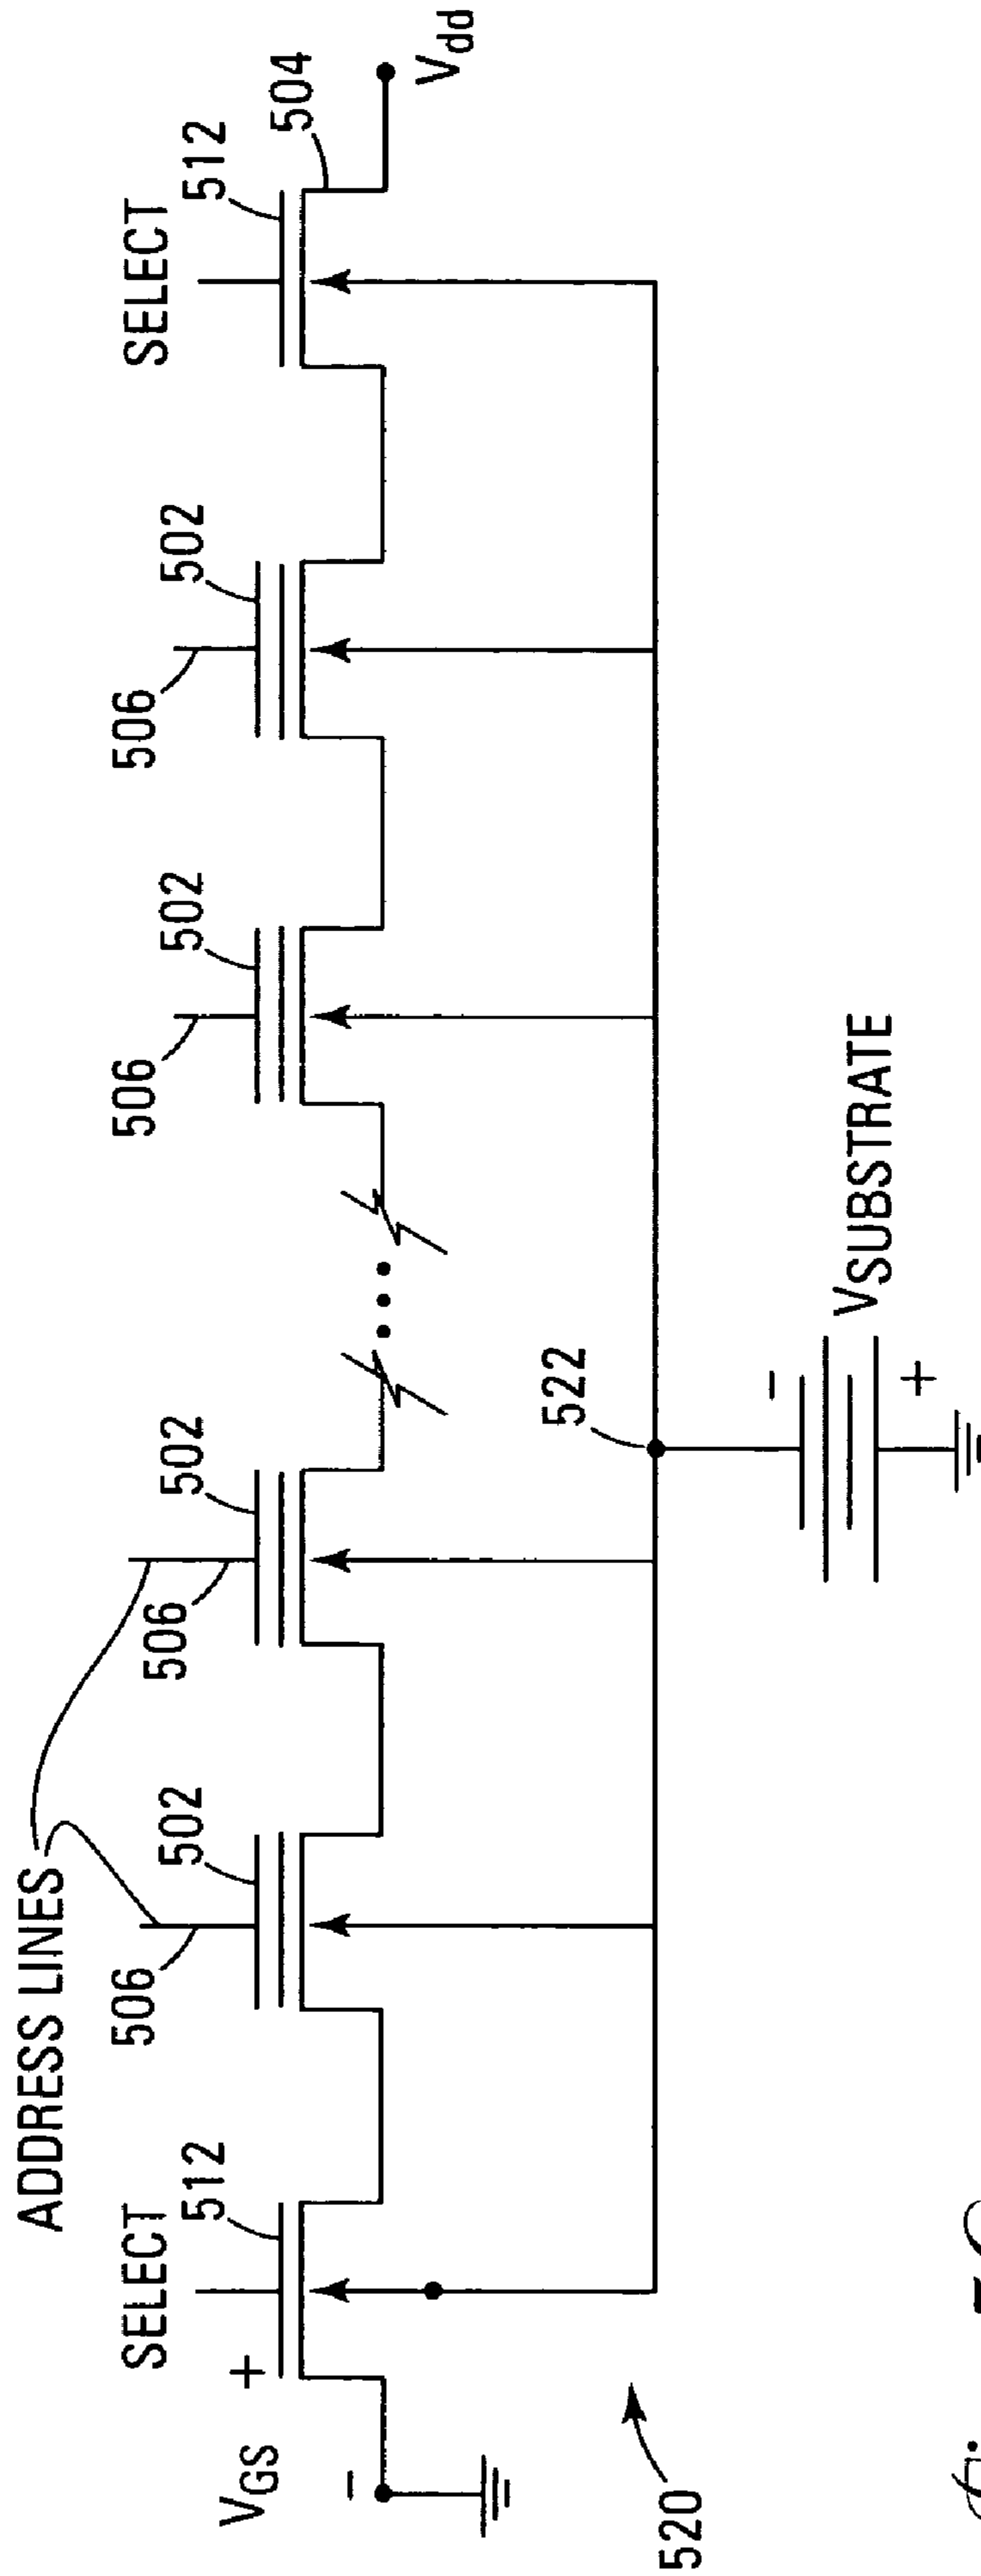 ADDRESS LINES
SELECT 506 506 506 506 SELECT
512 502 502 502 502 512
+
VGS 504
−
Vdd
522
520
−
VSUBSTRATE
+